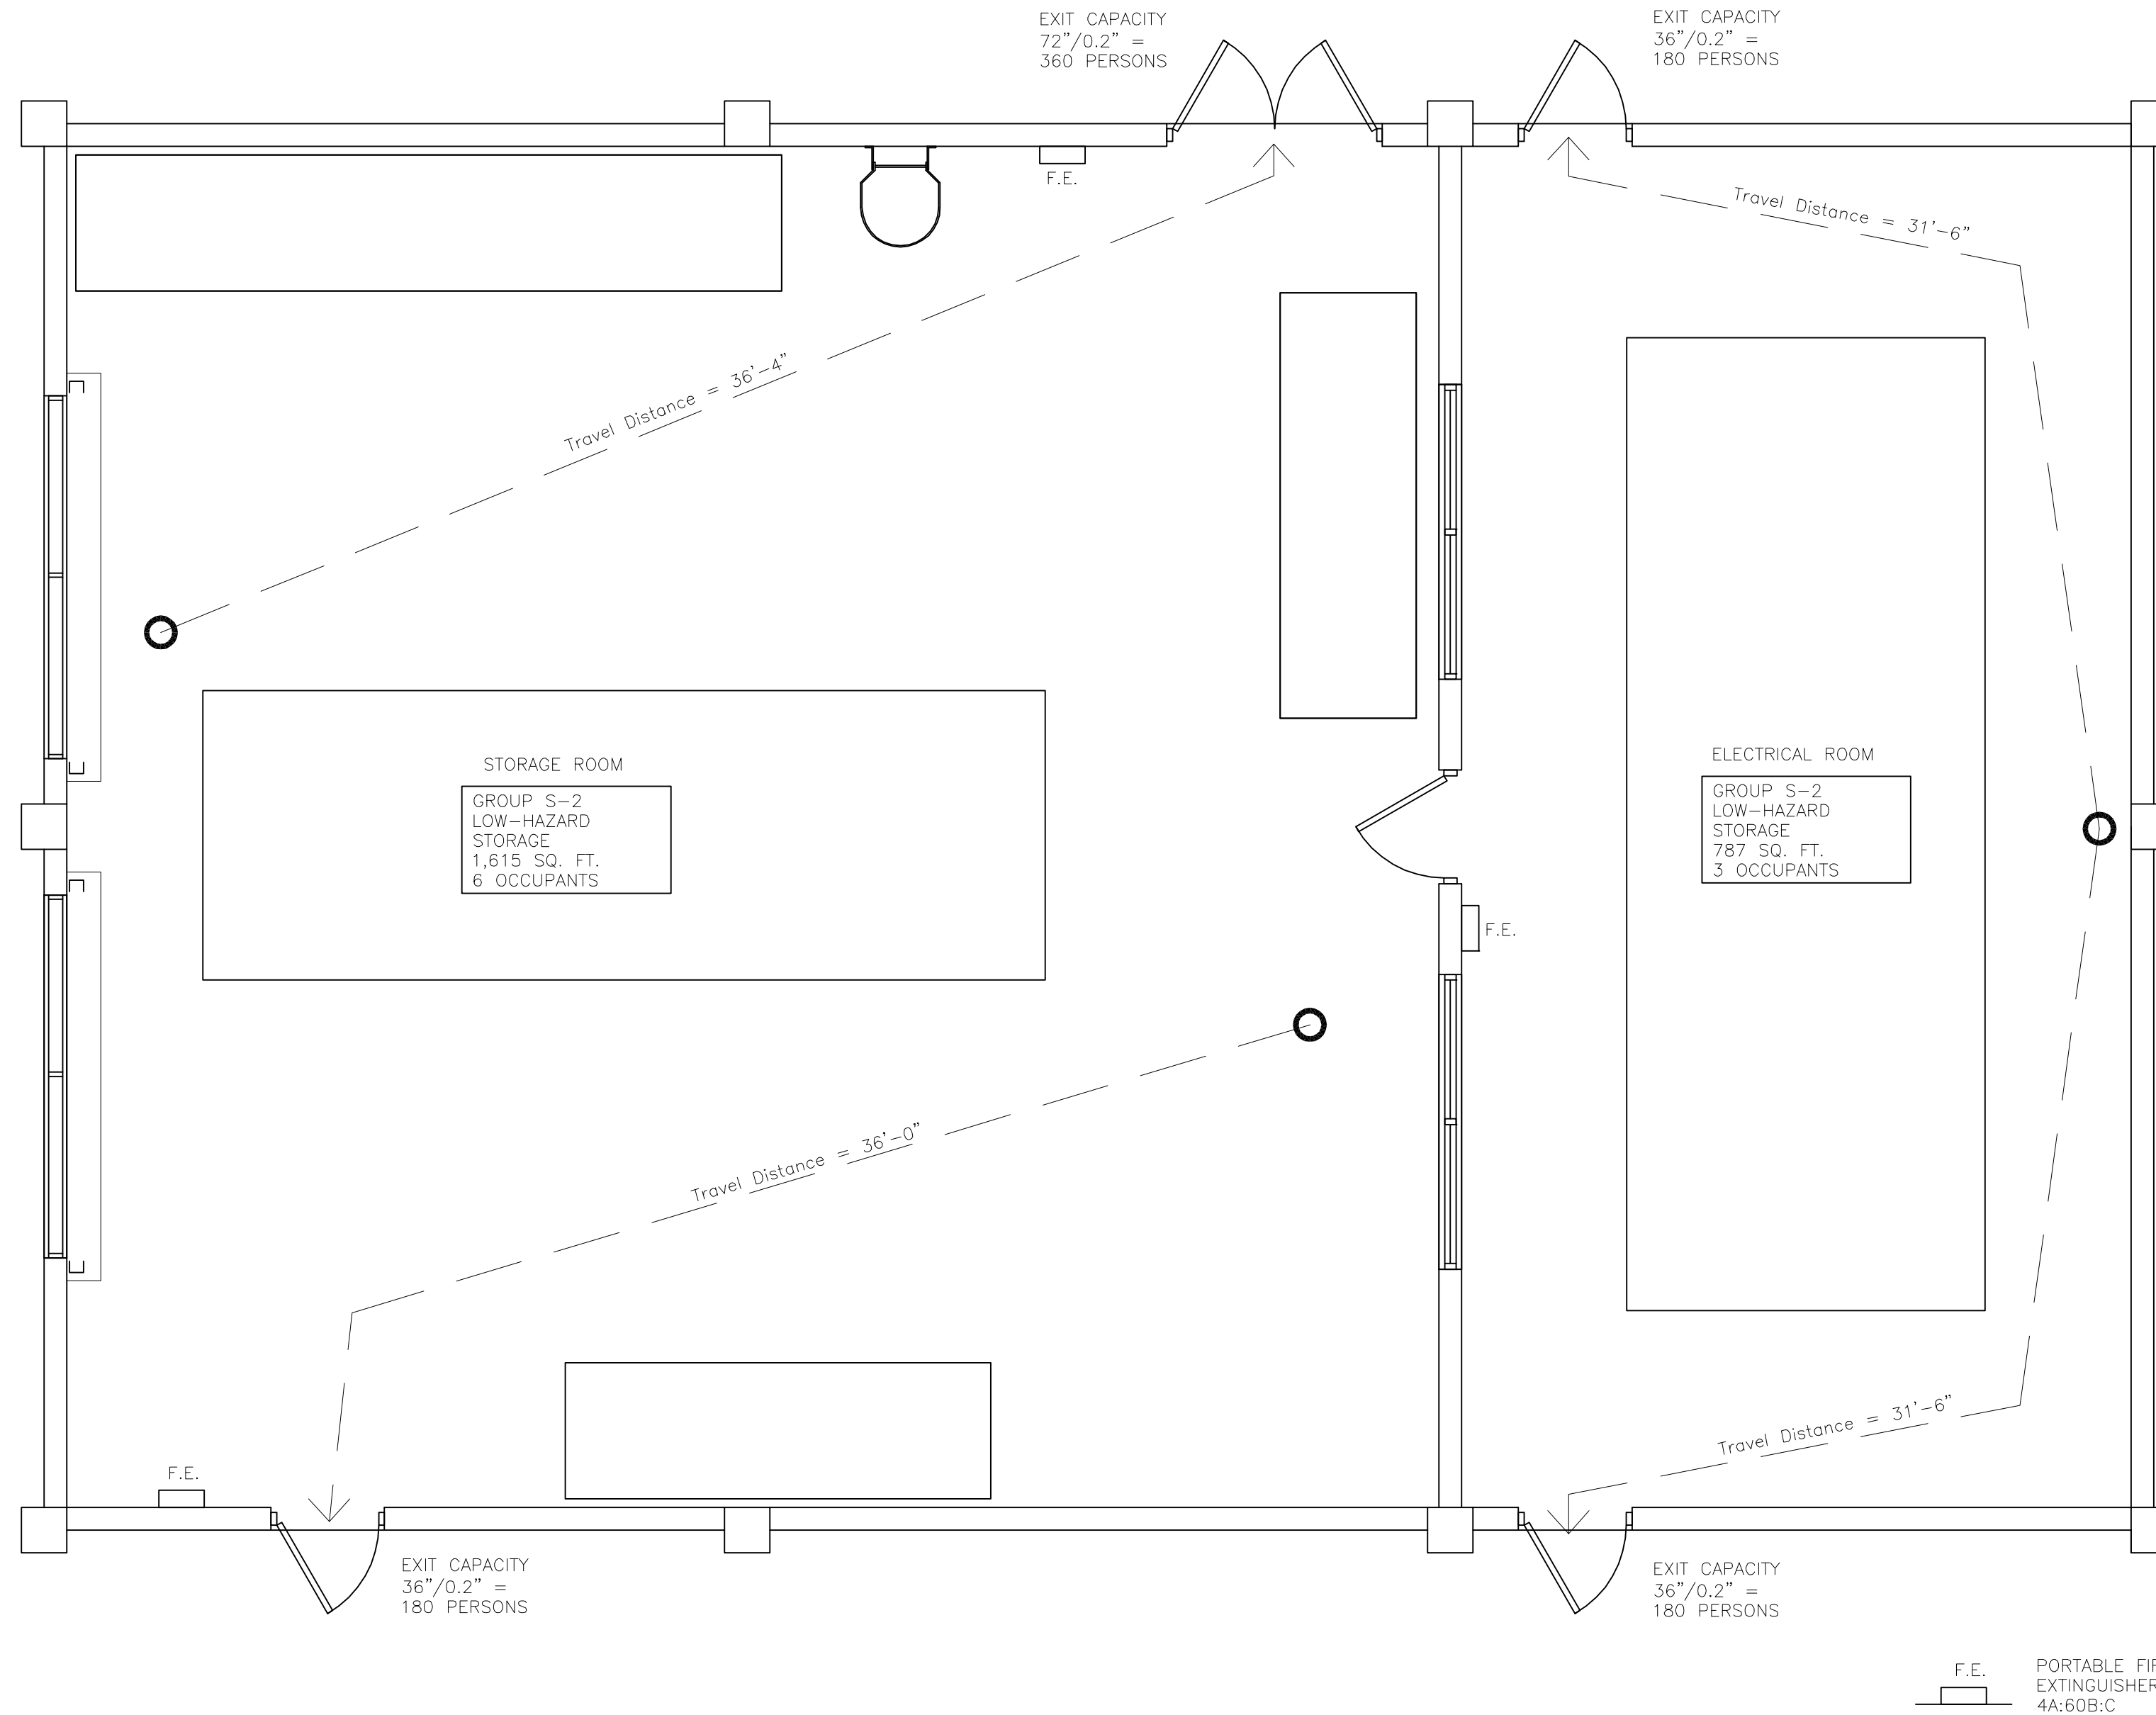 EXIT CAPACITY
72"/0.2" =
360 PERSONS
EXIT CAPACITY
36"/0.2" =
180 PERSONS
F.E.
Travel Distance = 31'-6"
Travel Distance = 36'-4"
STORAGE ROOM
GROUP S-2
LOW-HAZARD
STORAGE
1,615 SQ. FT.
6 OCCUPANTS
ELECTRICAL ROOM
GROUP S-2
LOW-HAZARD
STORAGE
787 SQ. FT.
3 OCCUPANTS
F.E.
Travel Distance = 36'-0"
Travel Distance = 31'-6"
F.E.
EXIT CAPACITY
36"/0.2" =
180 PERSONS
EXIT CAPACITY
36"/0.2" =
180 PERSONS
F.E.
PORTABLE
EXTINGUISHER
4A:60B:C